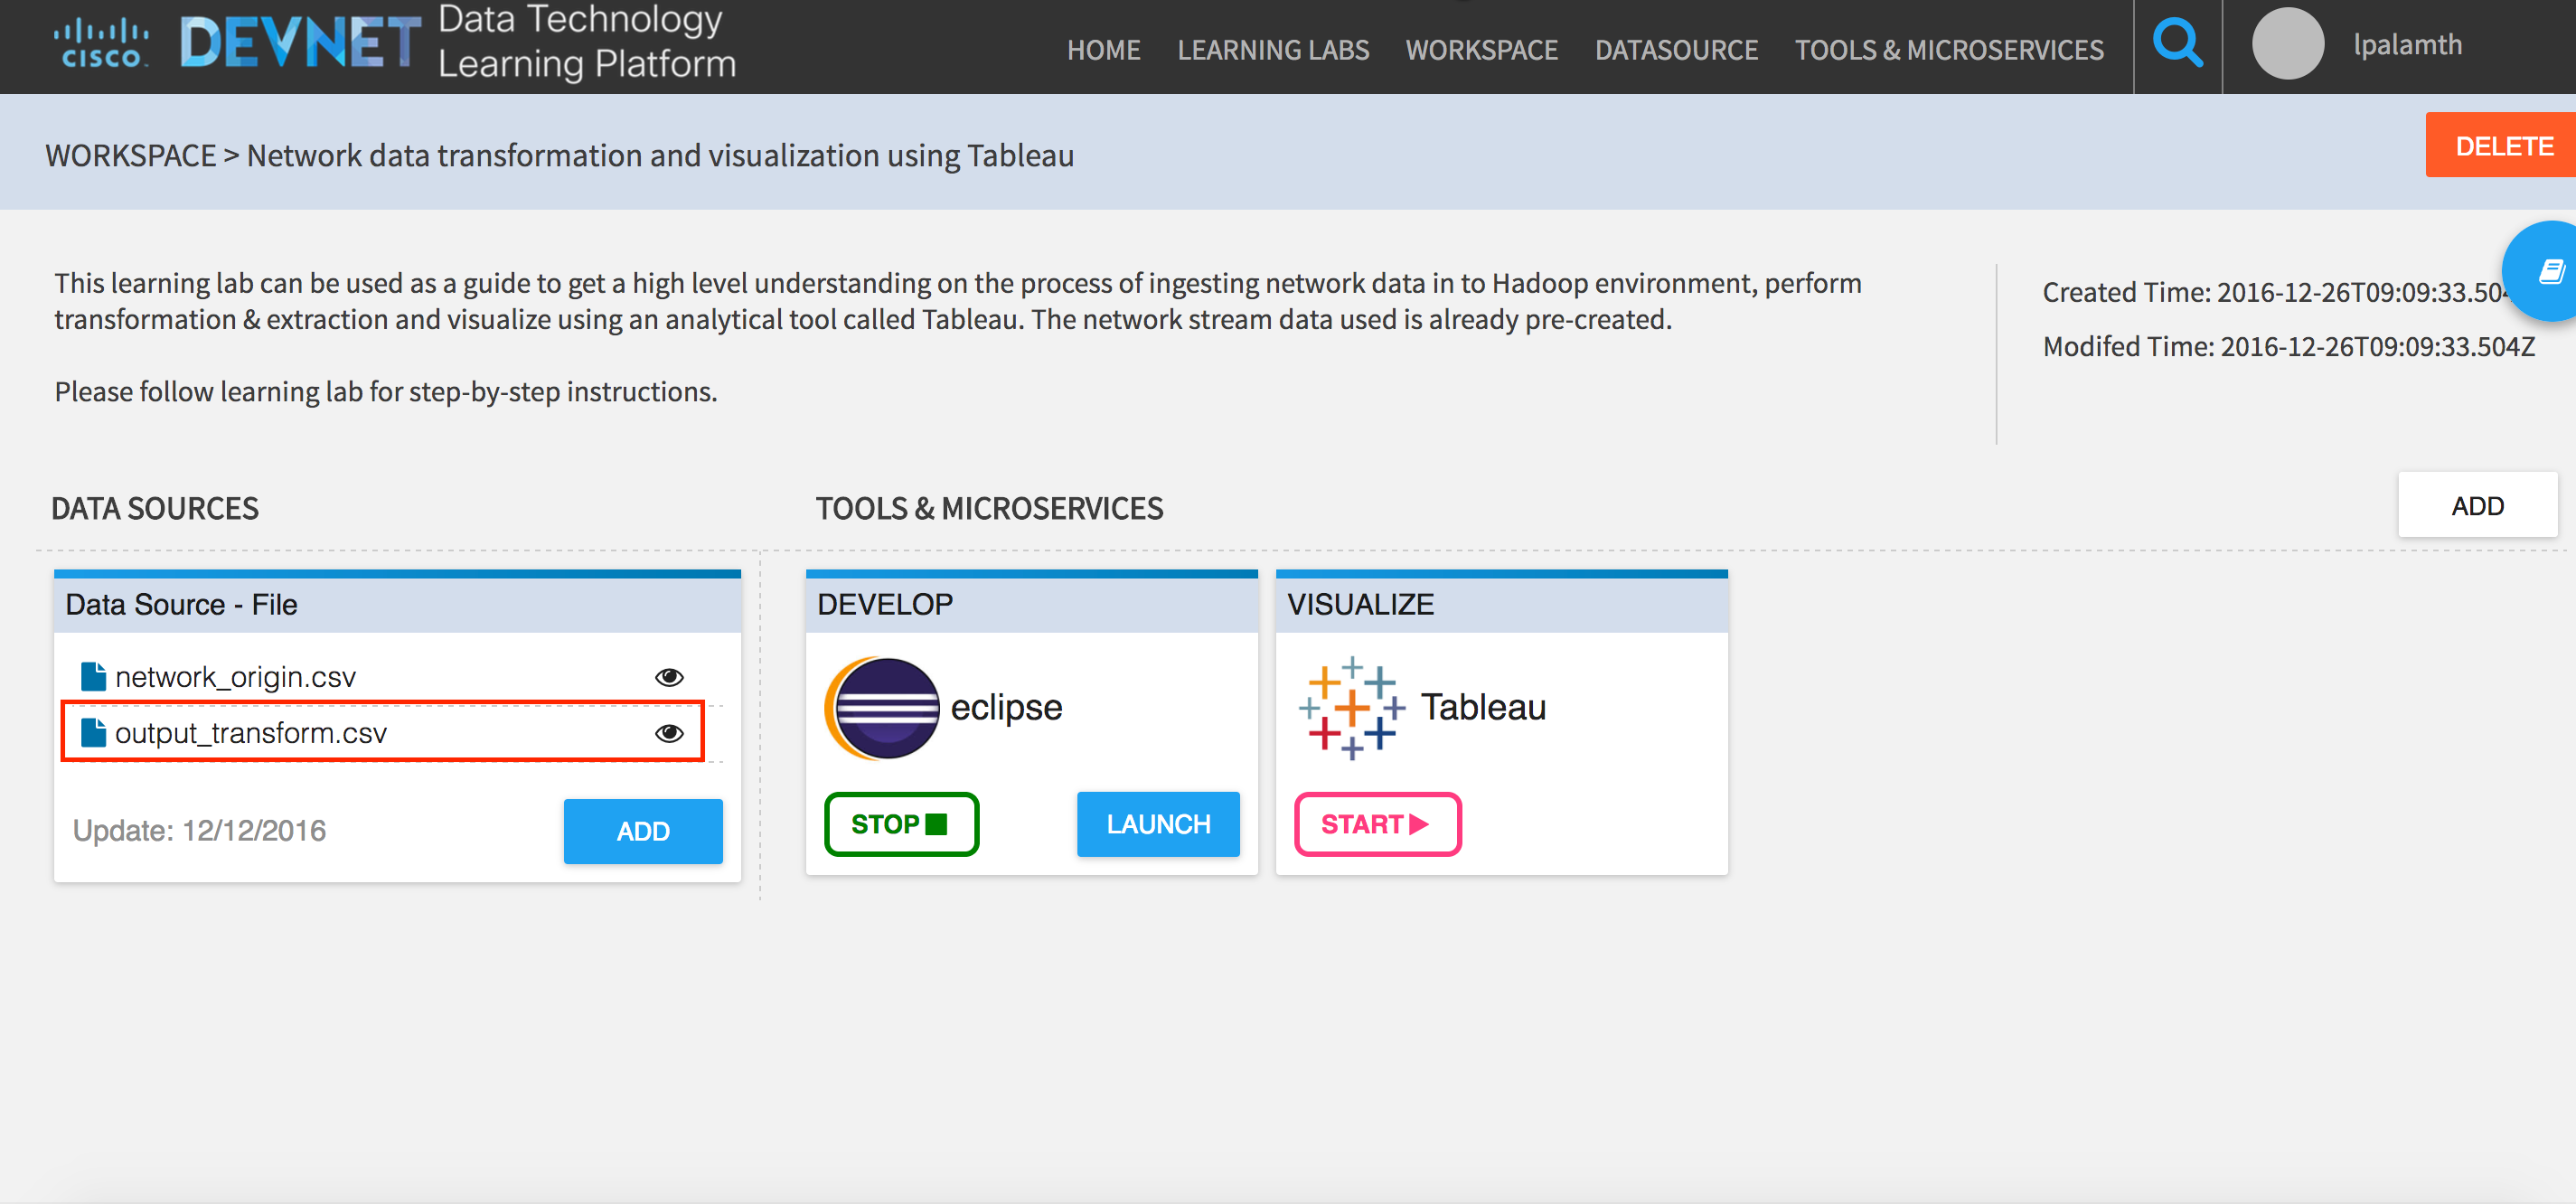 CISCO DEVNET Data Technology
Learning Platform
HOME LEARNING LABS WORKSPACE DATASOURCE TOOLS & MICROSERVICES lpalamth
WORKSPACE > Network data transformation and visualization using Tableau
DELETE
This learning lab can be used as a guide to get a high level understanding on the process of ingesting network data in to Hadoop environment, perform
transformation & extraction and visualize using an analytical tool called Tableau. The network stream data used is already pre-created.
Please follow learning lab for step-by-step instructions.
Created Time: 2016-12-26T09:09:33.50
Modifed Time: 2016-12-26T09:09:33.504Z
DATA SOURCES
TOOLS & MICROSERVICES
ADD
Data Source - File
network_origin.csv
output_transform.csv
Update: 12/12/2016
ADD
DEVELOP
eclipse
STOP
LAUNCH
VISUALIZE
Tableau
START